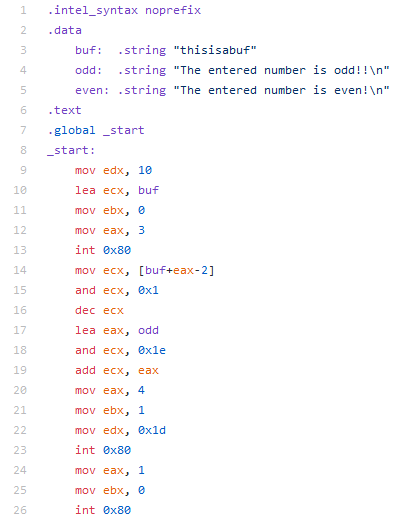 1 .intel_syntax noprefix
2 .data
3 buf: .string "thisisabuf"
4 odd: .string "The entered number is odd!!\n"
5 even: .string "The entered number is even!\n"
6 .text
7 .global _start
8 _start:
9 mov edx, 10
10 lea ecx, buf
11 mov ebx, 0
12 mov eax, 3
13 int 0x80
14 mov ecx, [buf+eax-2]
15 and ecx, 0x1
16 dec ecx
17 lea eax, odd
18 and ecx, 0x1e
19 add ecx, eax
20 mov eax, 4
21 mov ebx, 1
22 mov edx, 0x1d
23 int 0x80
24 mov eax, 1
25 mov ebx, 0
26 int 0x80